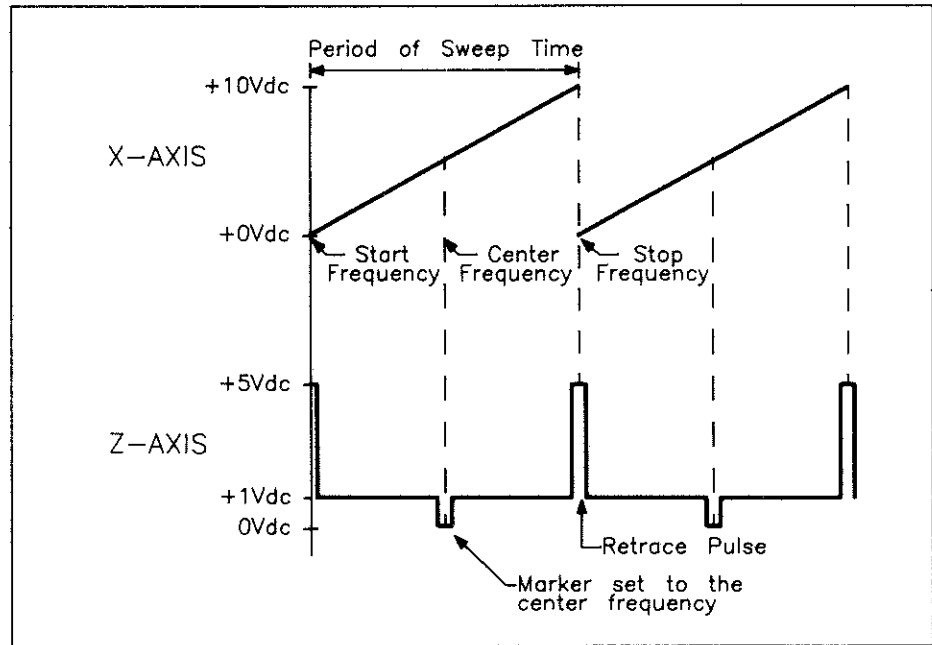 Period of Sweep Time
+10Vdc
X-AXIS
+0Vdc
Start
Frequency
Center
Frequency
Stop
Frequency
+5Vdc
Z-AXIS
+1Vdc
0Vdc
Retrace Pulse
Marker set to the
center frequency